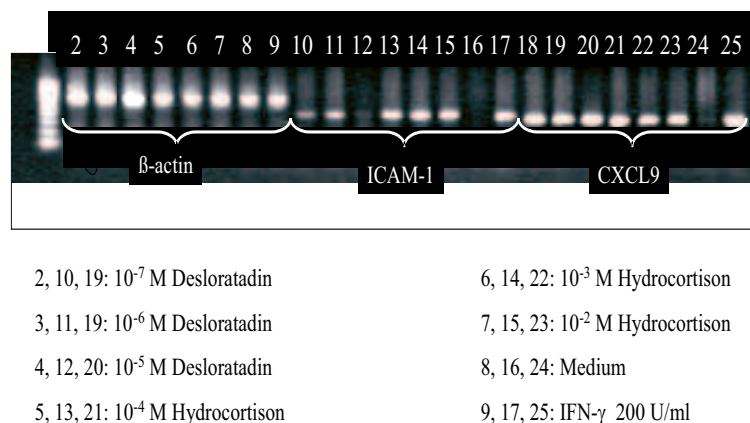 2 3 4 5 6 7 8 9 10 11 12 13 14 15 16 17 18 19 20 21 22 23 24 25
ß-actin ICAM-1 CXCL9
2, 10, 19: 10⁻⁷ M Desloratadin
3, 11, 19: 10⁻⁶ M Desloratadin
4, 12, 20: 10⁻⁵ M Desloratadin
5, 13, 21: 10⁻⁴ M Hydrocortison
6, 14, 22: 10⁻³ M Hydrocortison
7, 15, 23: 10⁻² M Hydrocortison
8, 16, 24: Medium
9, 17, 25: IFN-γ 200 U/ml